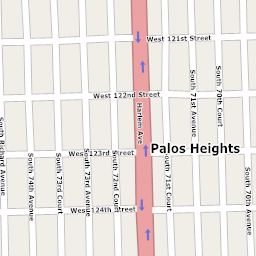 West 121st Street
West 122nd Street
Harlem Ave
South 71st Avenue
South 70th Court
Palos Heights
West 123rd Street
South Richard Avenue
South 74th Avenue
South 73rd Court
South 73rd Avenue
South 72nd Court
South 71st Court
South 70th Avenue
West 124th Street